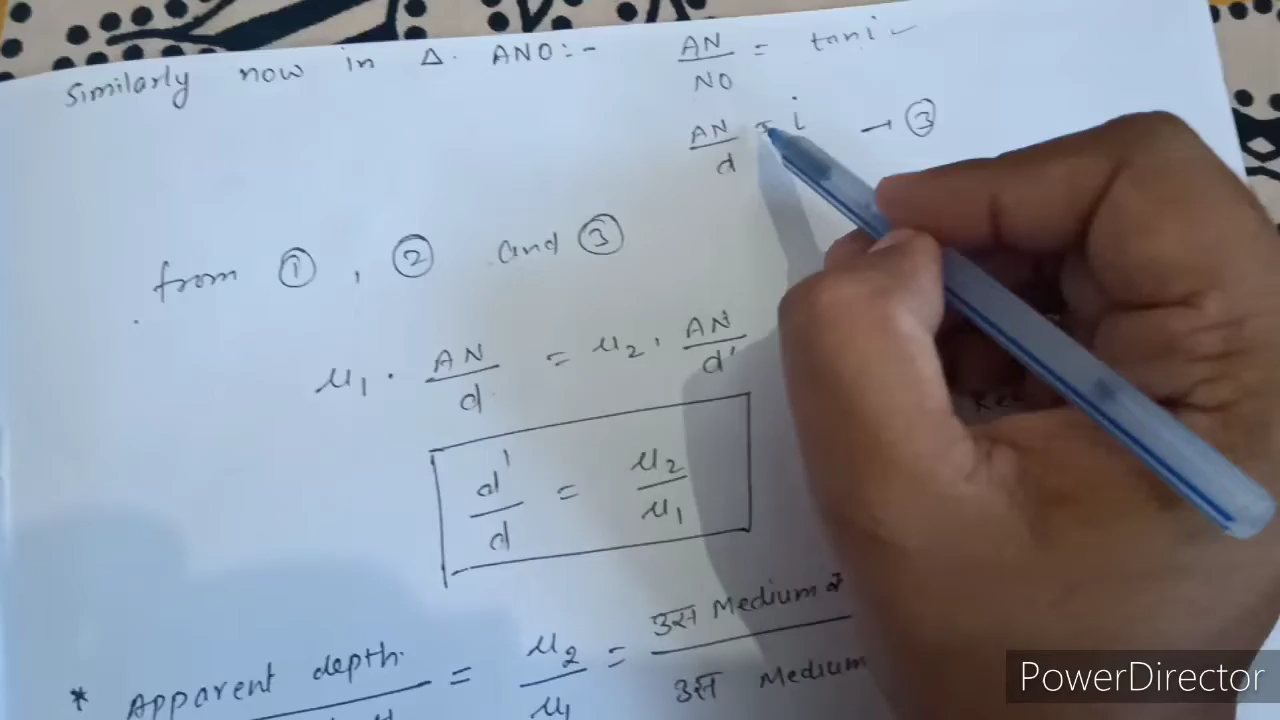 Similarly now in Δ. ANO:- AN/NO = tani
AN/d = i → ③
from ①, ② and ③
μ₁ . AN/d = μ₂ . AN/d'
d'/d = μ₂/μ₁
* Apparent depth. = μ₂/μ₁ = उस Medium
उस Medium
PowerDirector